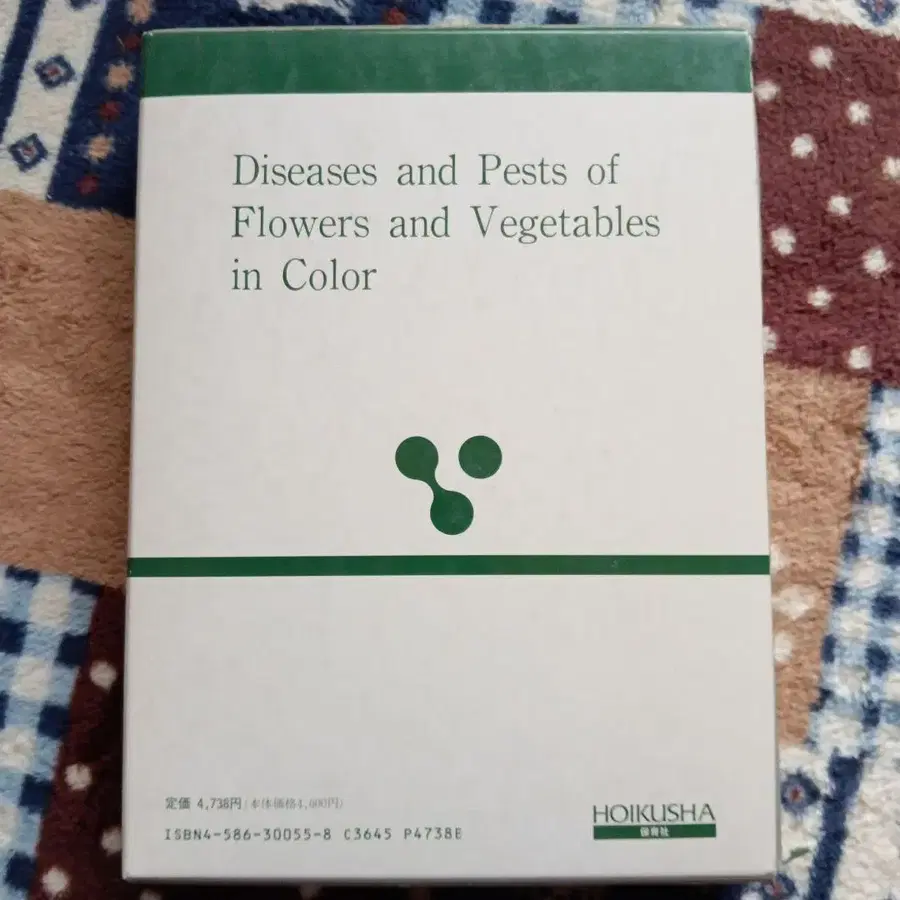 Diseases and Pests of
Flowers and Vegetables
in Color
定価 4,738円(本体価格4,600円)
ISBN4-586-30055-8 C3645 P4738E
HOIKUSHA
保育社